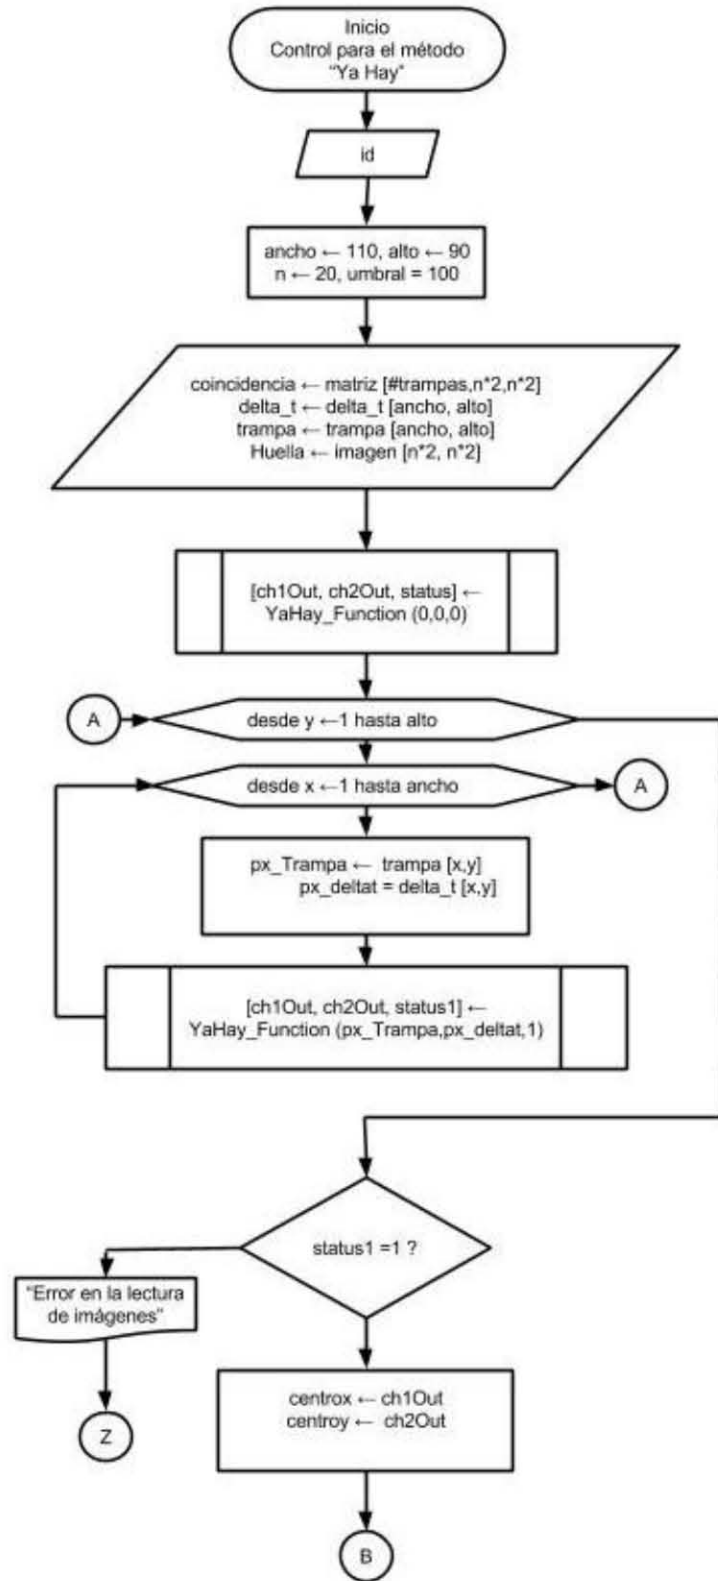 Inicio
Control para el método
"Ya Hay"
id
ancho ← 110, alto ← 90
n ← 20, umbral = 100
coincidencia ← matriz [#trampas,n*2,n*2]
delta_t ← delta_t [ancho, alto]
trampa ← trampa [ancho, alto]
Huella ← imagen [n*2, n*2]
[ch1Out, ch2Out, status] ←
YaHay_Function (0,0,0)
A
desde y ←1 hasta alto
desde x ←1 hasta ancho
A
px_Trampa ← trampa [x,y]
px_deltat = delta_t [x,y]
[ch1Out, ch2Out, status1] ←
YaHay_Function (px_Trampa,px_deltat,1)
status1 =1 ?
"Error en la lectura
de imágenes"
Z
centrox ← ch1Out
centroy ← ch2Out
B